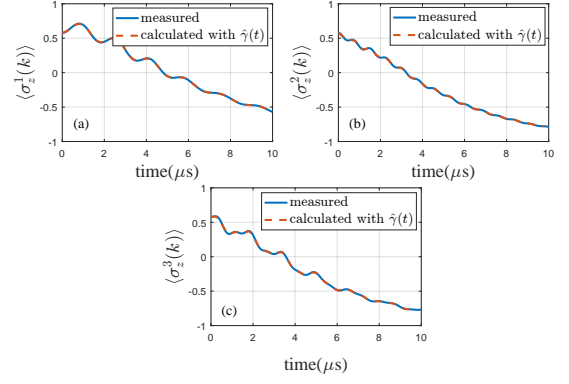 1
0.5
0
-0.5
-1
0 2 4 6 8 10
⟨σ_z^1(k)⟩
time(μs)
measured
calculated with γ̂(t)
(a)
1
0.5
0
-0.5
-1
0 2 4 6 8 10
⟨σ_z^2(k)⟩
time(μs)
measured
calculated with γ̂(t)
(b)
1
0.5
0
-0.5
-1
0 2 4 6 8 10
⟨σ_z^3(k)⟩
time(μs)
measured
calculated with γ̂(t)
(c)